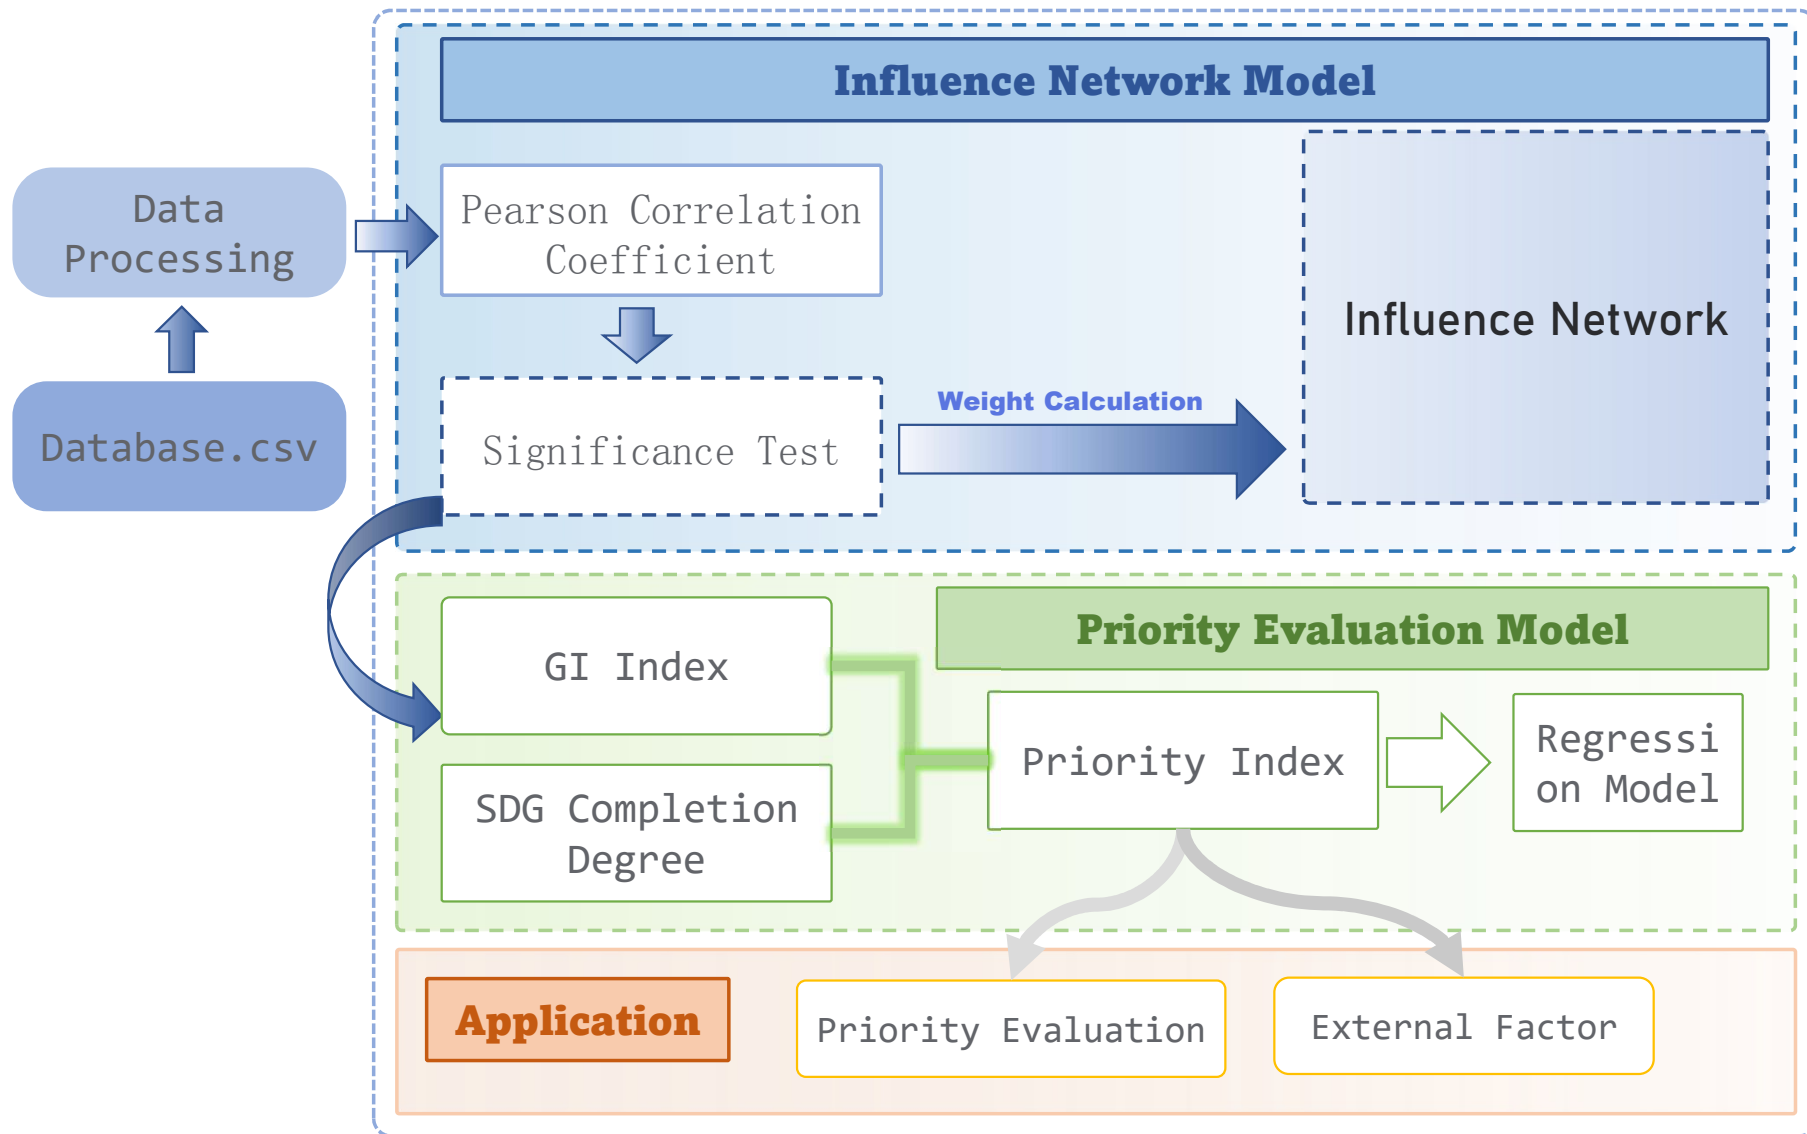 Influence Network Model
Data
Processing
Pearson Correlation
Coefficient
Influence Network
Database.csv
Significance Test
Weight Calculation
Priority Evaluation Model
GI Index
SDG Completion
Degree
Priority Index
Regressi
on Model
Application
Priority Evaluation
External Factor